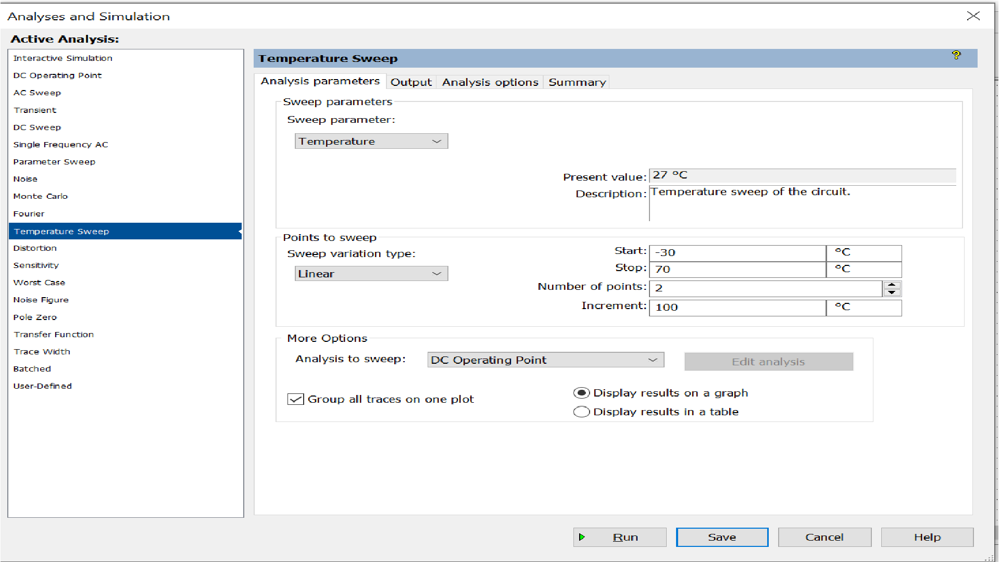 Analyses and Simulation
Active Analysis:
Interactive Simulation
DC Operating Point
AC Sweep
Transient
DC Sweep
Single Frequency AC
Parameter Sweep
Noise
Monte Carlo
Fourier
Temperature Sweep
Distortion
Sensitivity
Worst Case
Noise Figure
Pole Zero
Transfer Function
Trace Width
Batched
User-Defined
Temperature Sweep ?
Analysis parameters Output Analysis options Summary
Sweep parameters
Sweep parameter:
Temperature
Present value: 27 °C
Description: Temperature sweep of the circuit.
Points to sweep
Sweep variation type:
Linear
Start: -30 °C
Stop: 70 °C
Number of points: 2
Increment: 100 °C
More Options
Analysis to sweep: DC Operating Point Edit analysis
Group all traces on one plot
Display results on a graph
Display results in a table
Run Save Cancel Help